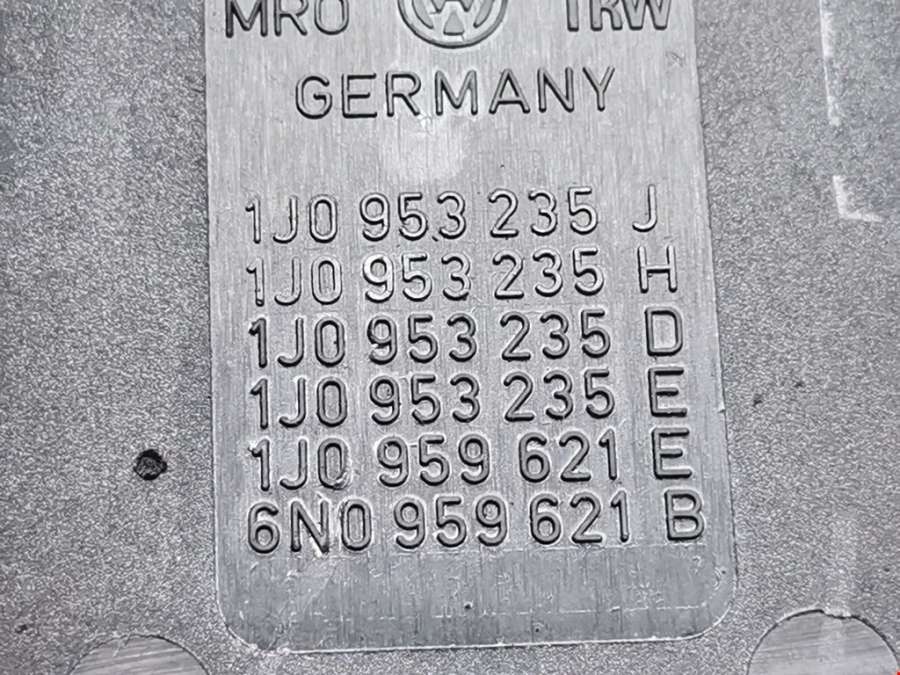 MRO VW TRW
GERMANY
1J0 953 235 J
1J0 953 235 H
1J0 953 235 D
1J0 953 235 E
1J0 959 621 E
6N0 959 621 B